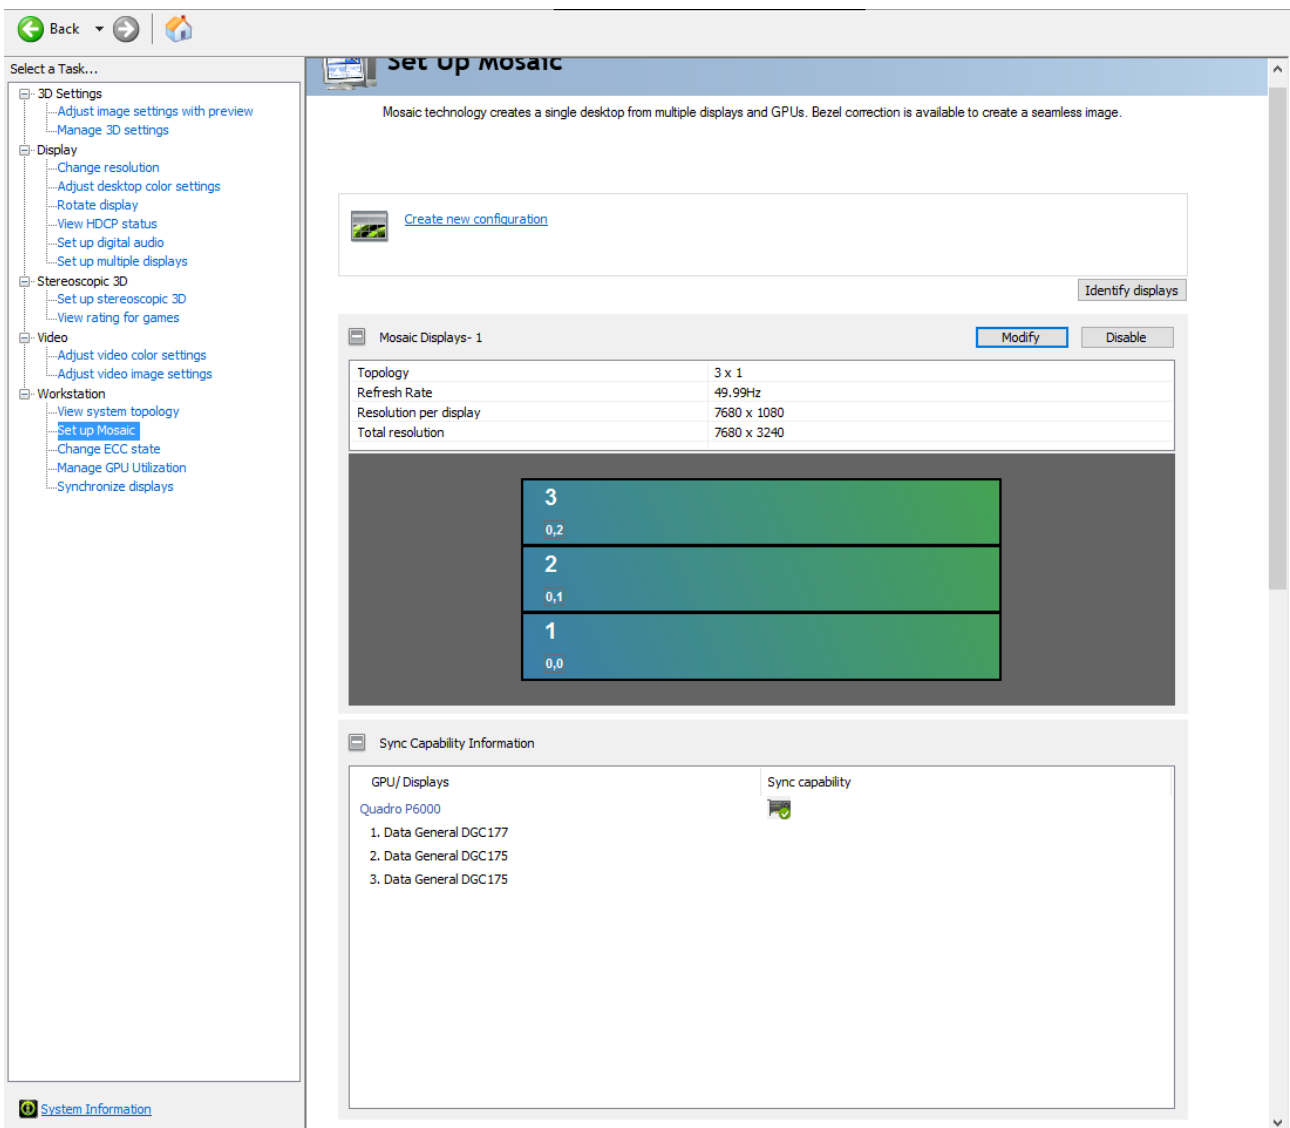 Back
Select a Task...
3D Settings
Adjust image settings with preview
Manage 3D settings
Display
Change resolution
Adjust desktop color settings
Rotate display
View HDCP status
Set up digital audio
Set up multiple displays
Stereoscopic 3D
Set up stereoscopic 3D
View rating for games
Video
Adjust video color settings
Adjust video image settings
Workstation
View system topology
Set up Mosaic
Change ECC state
Manage GPU Utilization
Synchronize displays
System Information
Set Up Mosaic
Mosaic technology creates a single desktop from multiple displays and GPUs. Bezel correction is available to create a seamless image.
Create new configuration
Identify displays
Mosaic Displays- 1 Modify Disable
Topology 3 x 1
Refresh Rate 49.99Hz
Resolution per display 7680 x 1080
Total resolution 7680 x 3240
3
0,2
2
0,1
1
0,0
Sync Capability Information
GPU/Displays Sync capability
Quadro P6000
1. Data General DGC177
2. Data General DGC175
3. Data General DGC175